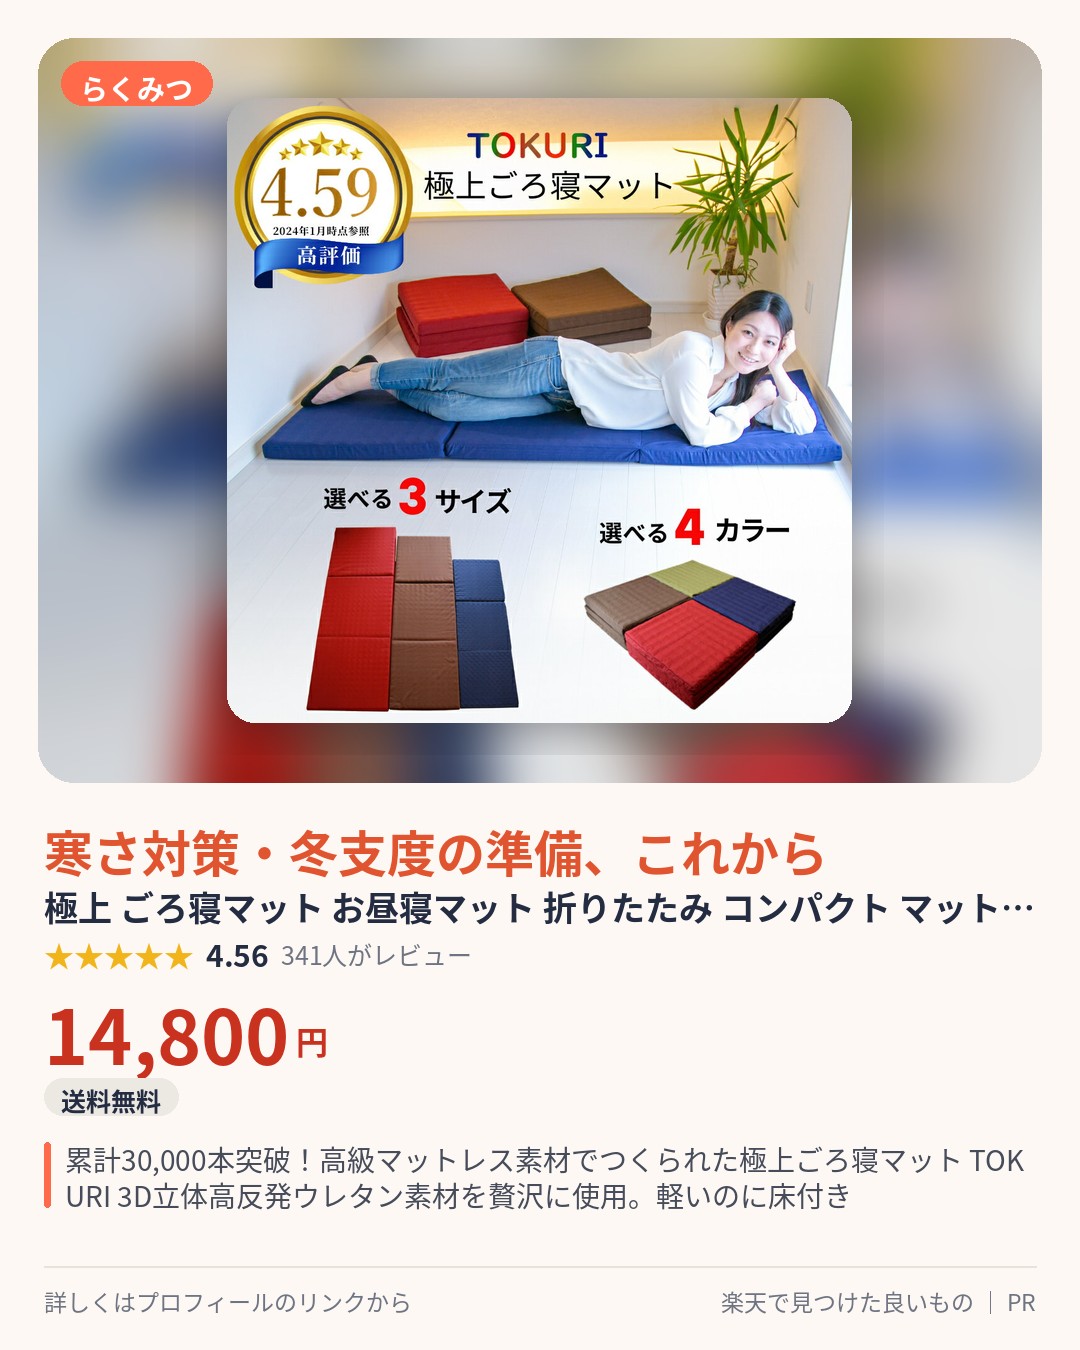 らくみつ
4.59
2024年1月時点参照
高評価
TOKURI
極上ごろ寝マット
選べる3サイズ
選べる4カラー
寒さ対策・冬支度の準備、これから
極上 ごろ寝マット お昼寝マット 折りたたみ コンパクト マット…
★★★★★ 4.56 341人がレビュー
14,800円
送料無料
累計30,000本突破！高級マットレス素材でつくられた極上ごろ寝マット TOK
URI 3D立体高反発ウレタン素材を贅沢に使用。軽いのに床付き
詳しくはプロフィールのリンクから
楽天で見つけた良いもの｜PR